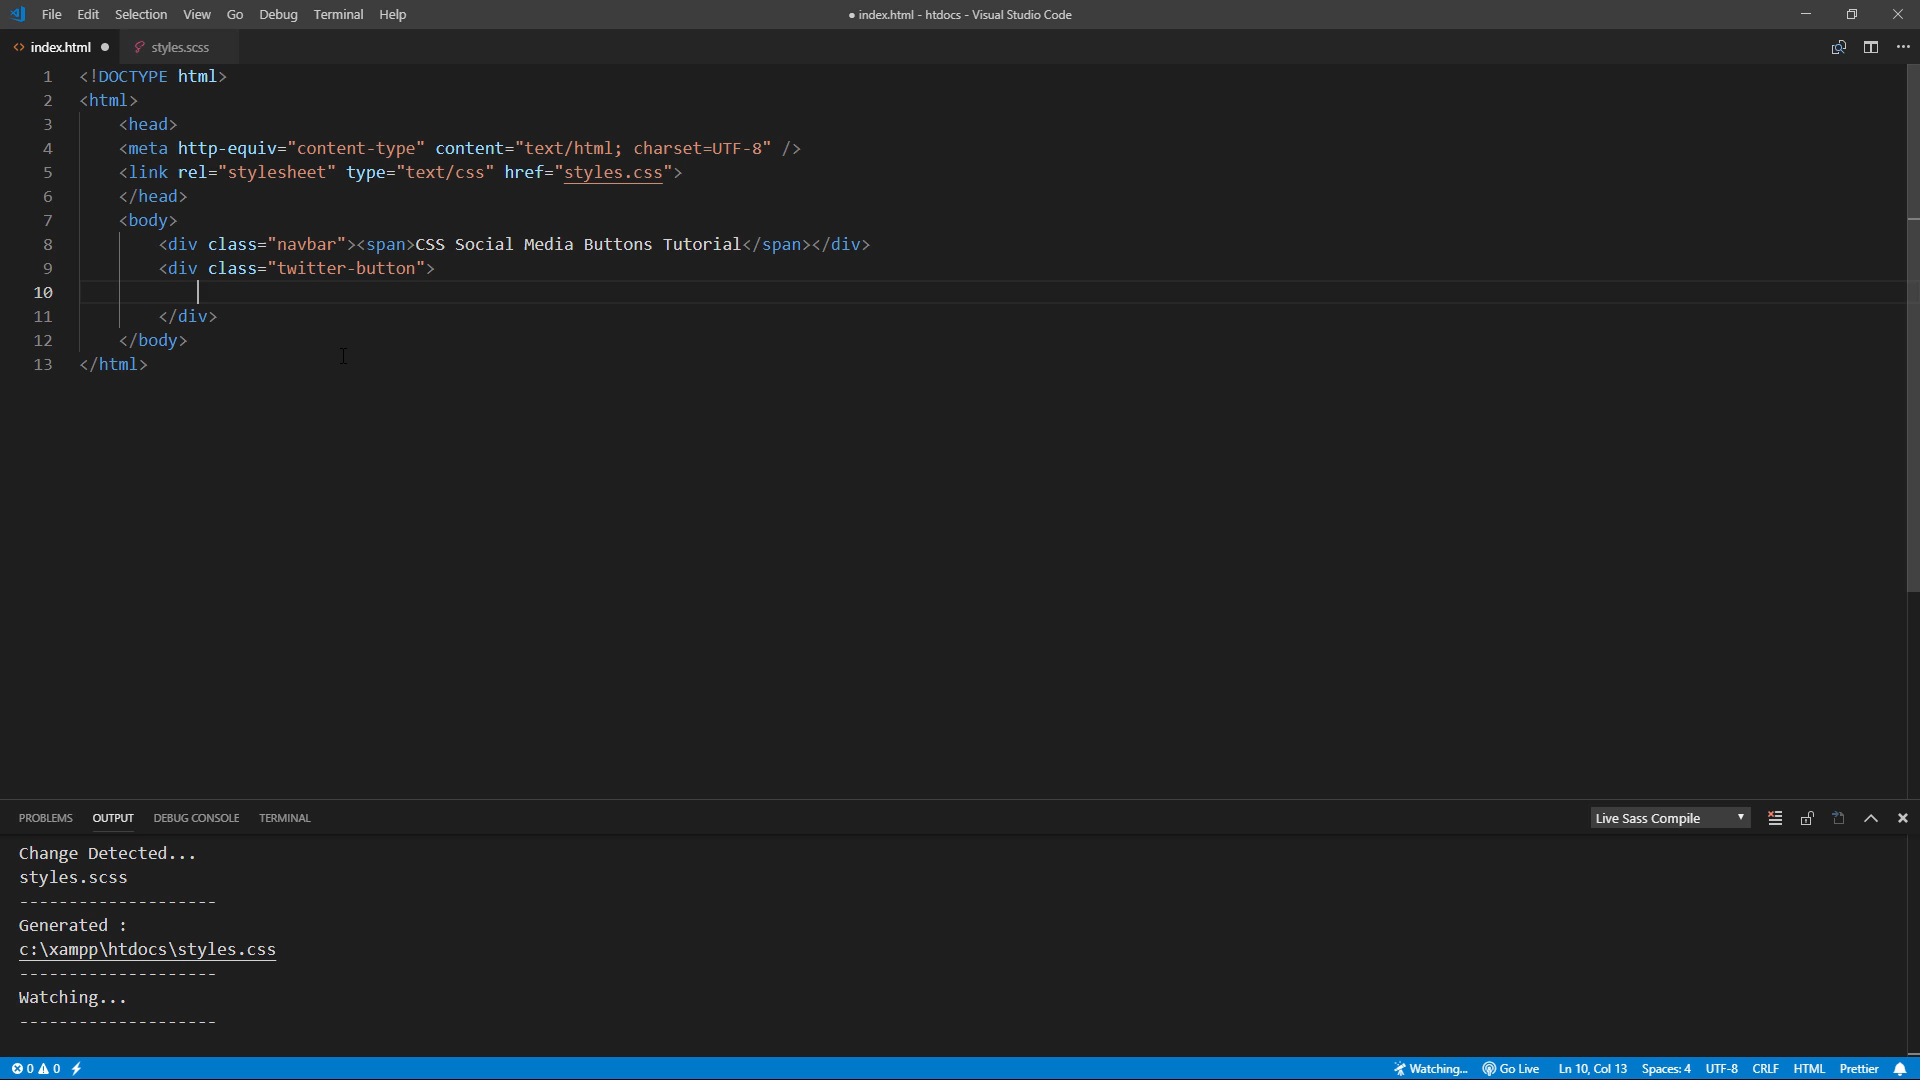 File Edit Selection View Go Debug Terminal Help
● index.html - htdocs - Visual Studio Code
<> index.html ●
styles.scss
1 <!DOCTYPE html>
2 <html>
3 <head>
4 <meta http-equiv="content-type" content="text/html; charset=UTF-8" />
5 <link rel="stylesheet" type="text/css" href="styles.css">
6 </head>
7 <body>
8 <div class="navbar"><span>CSS Social Media Buttons Tutorial</span></div>
9 <div class="twitter-button">
10
11 </div>
12 </body>
13 </html>
PROBLEMS OUTPUT DEBUG CONSOLE TERMINAL
Live Sass Compile
Change Detected...
styles.scss
--------------------
Generated :
c:\xampp\htdocs\styles.css
--------------------
Watching...
--------------------
0 0
Watching... Go Live Ln 10, Col 13 Spaces: 4 UTF-8 CRLF HTML Prettier